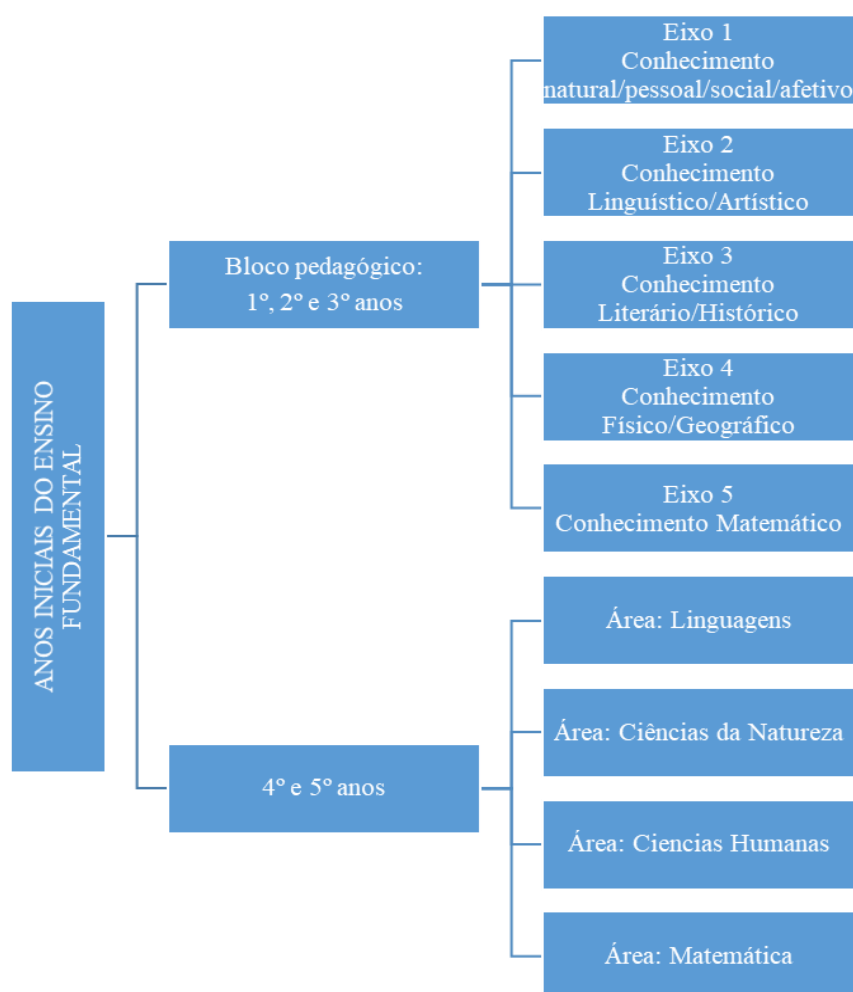 ANOS INICIAIS DO ENSINO
FUNDAMENTAL
Bloco pedagógico:
1º, 2º e 3º anos
Eixo 1
Conhecimento
natural/pessoal/social/afetivo
Eixo 2
Conhecimento
Linguístico/Artístico
Eixo 3
Conhecimento
Literário/Histórico
Eixo 4
Conhecimento
Físico/Geográfico
Eixo 5
Conhecimento Matemático
4º e 5º anos
Área: Linguagens
Área: Ciências da Natureza
Área: Ciencias Humanas
Área: Matemática